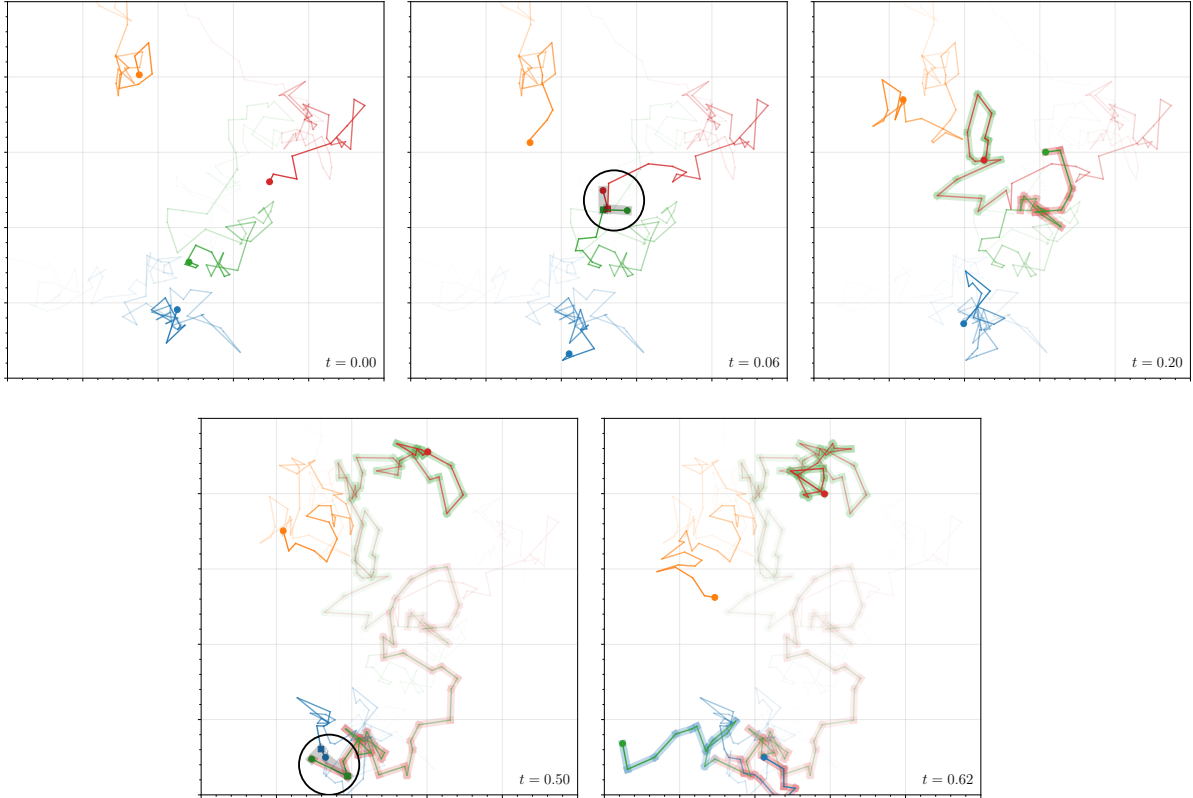 t = 0.00
t = 0.06
t = 0.20
t = 0.50
t = 0.62